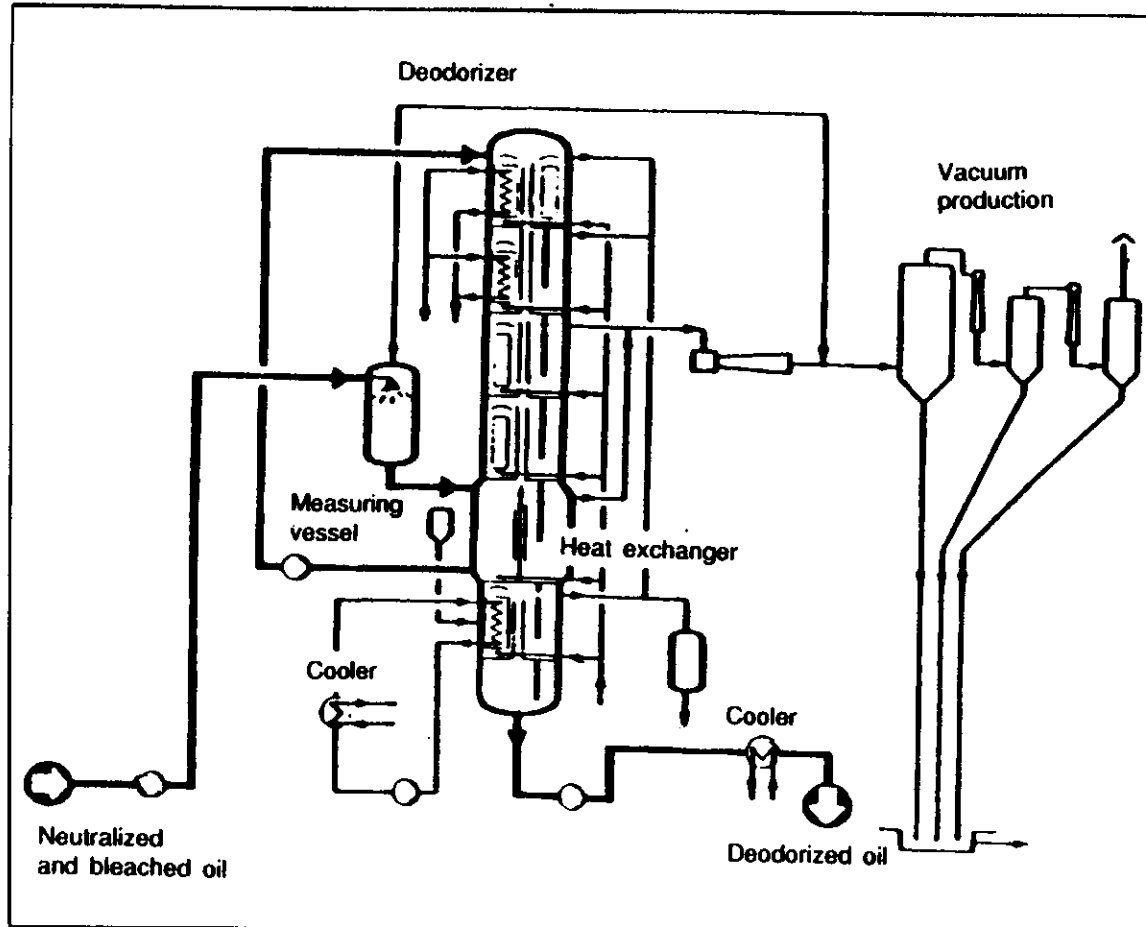 Deodorizer
Vacuum
production
Measuring
vessel
Heat exchanger
Cooler
Cooler
Neutralized
and bleached oil
Deodorized oil